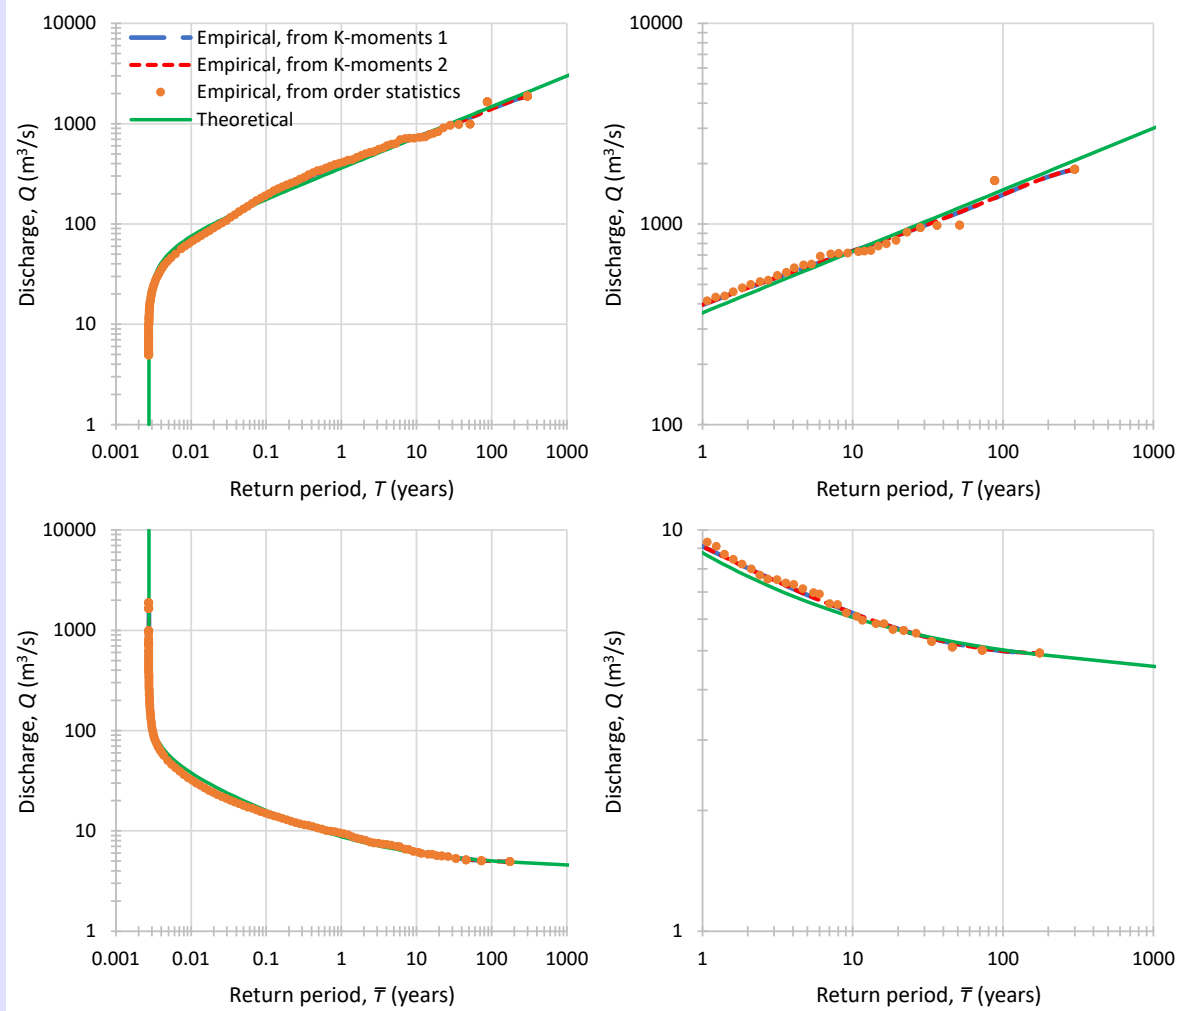 10000
Empirical, from K-moments 1
Empirical, from K-moments 2
Empirical, from order statistics
Theoretical
1000
100
10
1
0.001 0.01 0.1 1 10 100 1000
Discharge, Q (m³/s)
Return period, T (years)
10000
1000
100
1 10 100 1000
Discharge, Q (m³/s)
Return period, T (years)
10000
1000
100
10
1
0.001 0.01 0.1 1 10 100 1000
Discharge, Q (m³/s)
Return period, T̅ (years)
10
1
1 10 100 1000
Discharge, Q (m³/s)
Return period, T̅ (years)